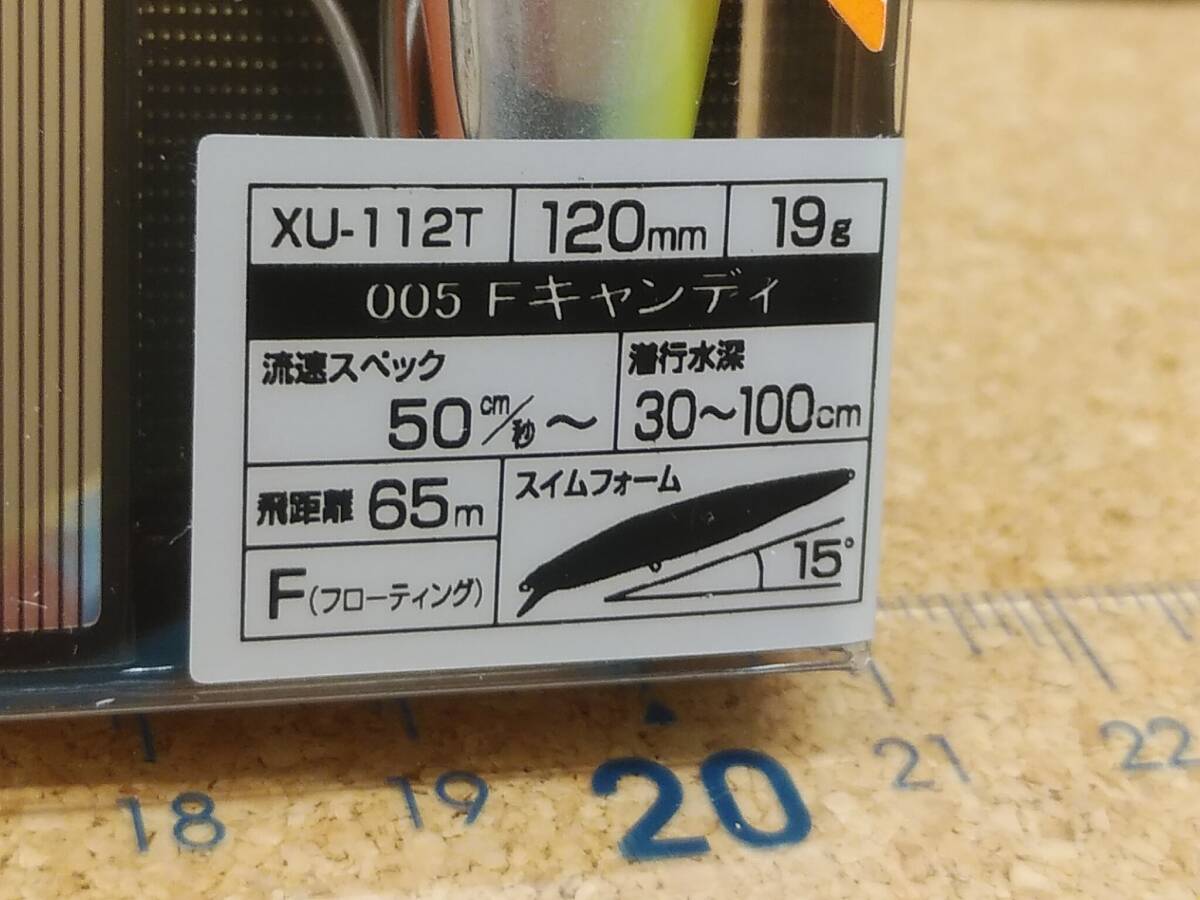 XU-112T 120mm 19g
005 Fキャンディ
流速スペック
50cm/秒〜
潜行水深
30〜100cm
飛距離 65m
F(フローティング)
スイムフォーム
15°
18 19 20 21 22